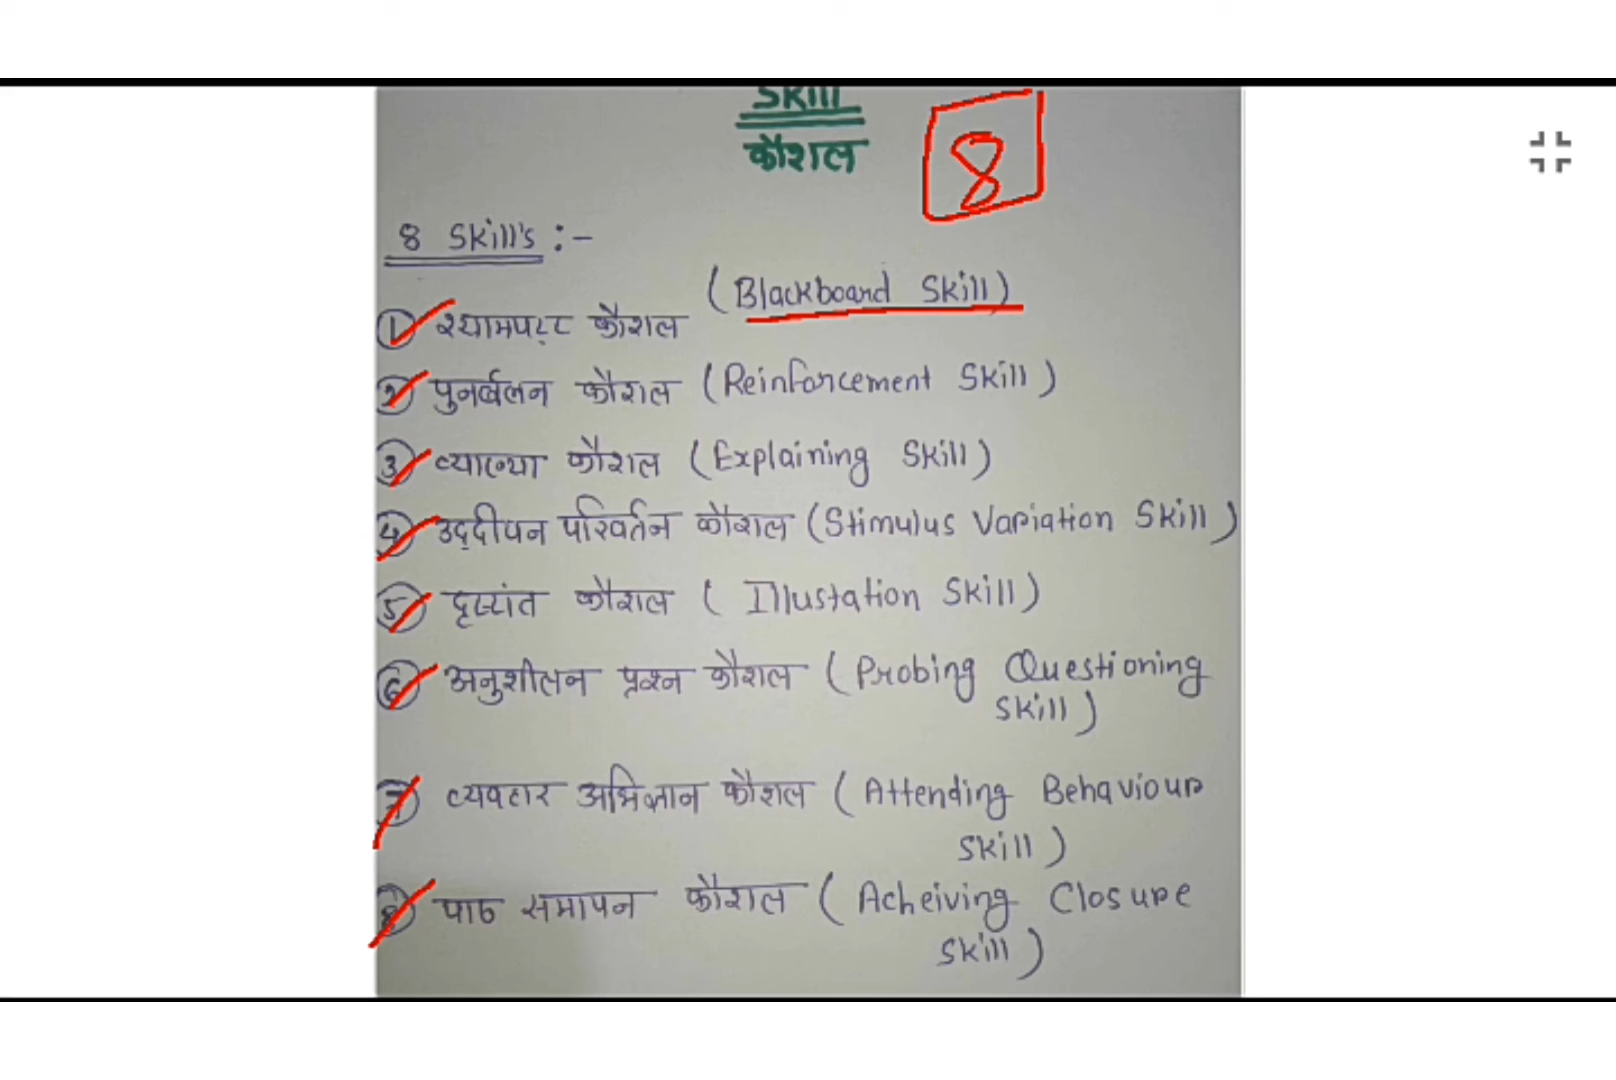 Skill
कौशल
8
8 Skill's :-
(Blackboard Skill)
① श्यामपट्ट कौशल
② पुनर्बलन कौशल (Reinforcement Skill)
③ व्याख्या कौशल (Explaining Skill)
④ उद्दीपन परिवर्तन कौशल (Stimulus Variation Skill)
⑤ दृष्टांत कौशल ( Illustation Skill)
⑥ अनुशीलन प्रश्न कौशल ( Probing Questioning
Skill)
⑦ व्यवहार अभिज्ञान कौशल ( Attending Behaviour
Skill)
⑧ पाठ समापन कौशल ( Acheiving Closure
Skill)